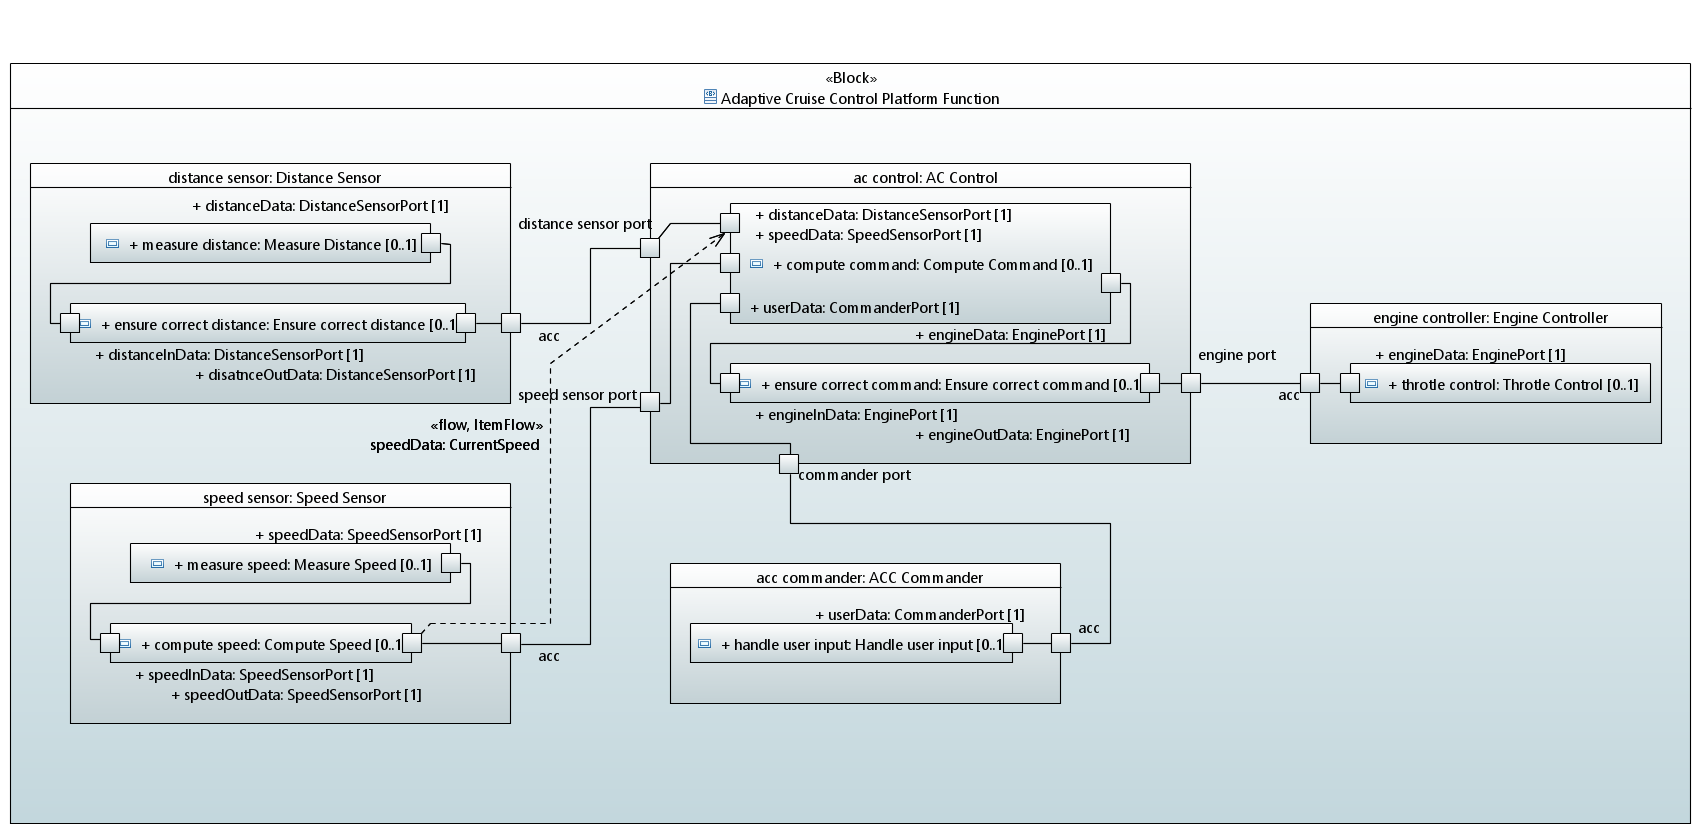 «Block»
Adaptive Cruise Control Platform Function
distance sensor: Distance Sensor
+ distanceData: DistanceSensorPort [1]
+ measure distance: Measure Distance [0..1]
+ ensure correct distance: Ensure correct distance [0..1
+ distanceInData: DistanceSensorPort [1]
+ disatnceOutData: DistanceSensorPort [1]
acc
distance sensor port
speed sensor port
«flow, ItemFlow»
speedData: CurrentSpeed
ac control: AC Control
+ distanceData: DistanceSensorPort [1]
+ speedData: SpeedSensorPort [1]
+ compute command: Compute Command [0..1]
+ userData: CommanderPort [1]
+ engineData: EnginePort [1]
+ ensure correct command: Ensure correct command [0..1
+ engineInData: EnginePort [1]
+ engineOutData: EnginePort [1]
commander port
engine port
acc
engine controller: Engine Controller
+ engineData: EnginePort [1]
+ throtle control: Throtle Control [0..1]
speed sensor: Speed Sensor
+ speedData: SpeedSensorPort [1]
+ measure speed: Measure Speed [0..1]
+ compute speed: Compute Speed [0..1
+ speedInData: SpeedSensorPort [1]
+ speedOutData: SpeedSensorPort [1]
acc
acc commander: ACC Commander
+ userData: CommanderPort [1]
+ handle user input: Handle user input [0..1
acc